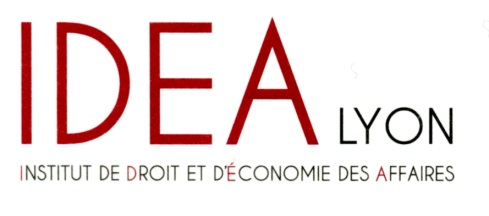 IDEA LYON
INSTITUT DE DROIT ET D'ÉCONOMIE DES AFFAIRES